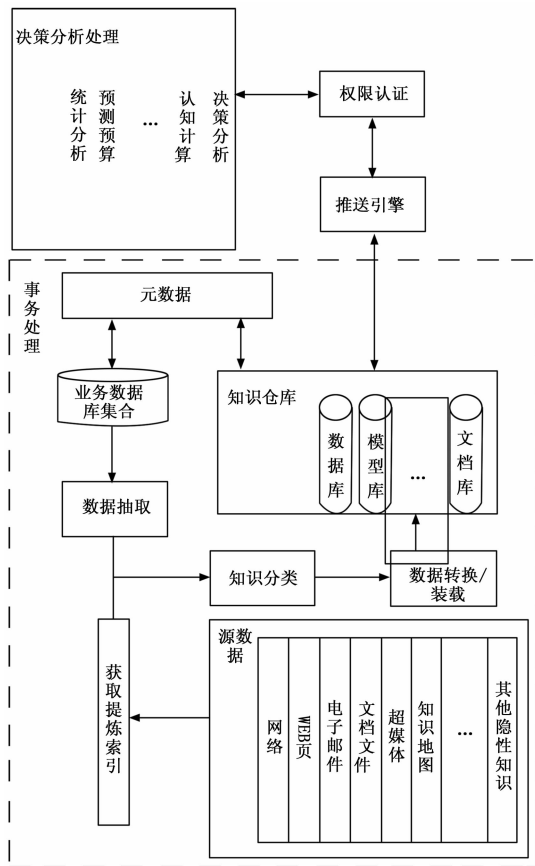 决策分析处理
统计分析
预测预算
...
认知计算
决策分析
权限认证
推送引擎
事务处理
元数据
业务数据
库集合
知识仓库
数据库
模型库
...
文档库
数据抽取
知识分类
数据转换/
装载
获取提炼索引
源数据
网络
WEB页
电子邮件
文档文件
超媒体
知识地图
...
其他隐性知识